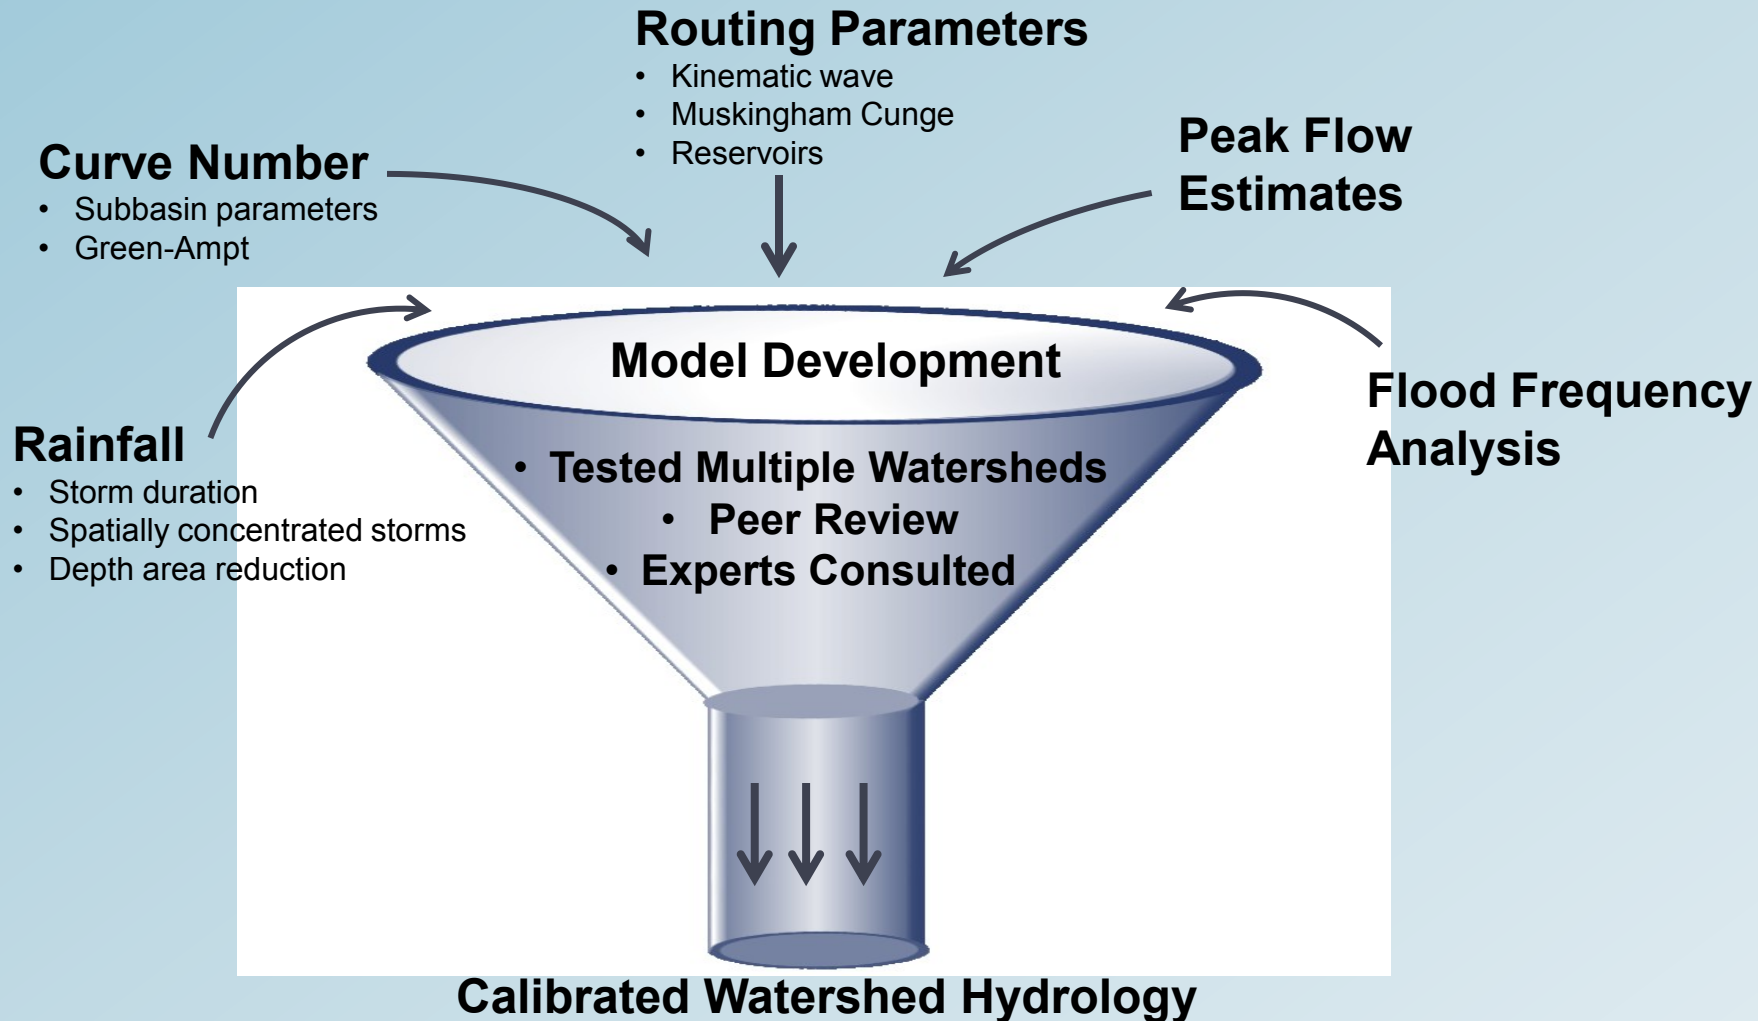 Routing Parameters
• Kinematic wave
• Muskingham Cunge
• Reservoirs
Curve Number
• Subbasin parameters
• Green-Ampt
Peak Flow
Estimates
Rainfall
• Storm duration
• Spatially concentrated storms
• Depth area reduction
Flood Frequency
Analysis
Model Development
• Tested Multiple Watersheds
• Peer Review
• Experts Consulted
Calibrated Watershed Hydrology